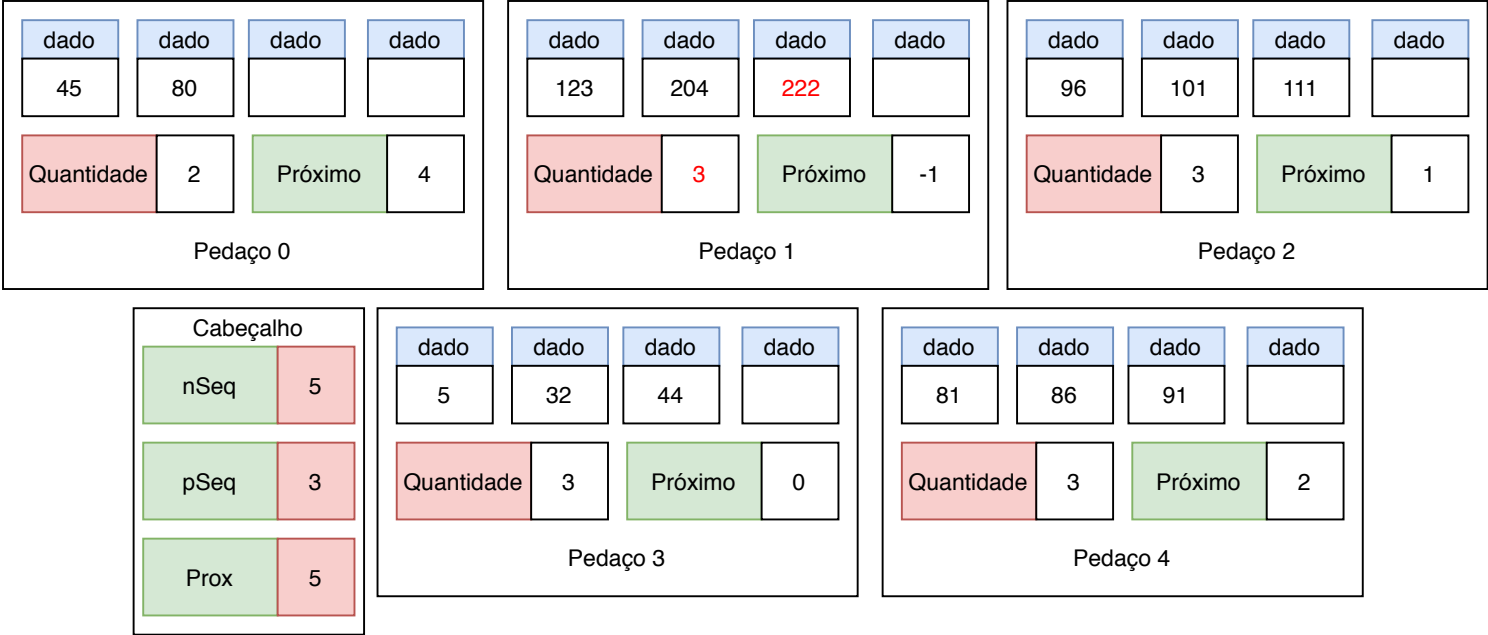 dado dado dado dado
45 80
Quantidade 2 Próximo 4
Pedaço 0
dado dado dado dado
123 204 222
Quantidade 3 Próximo -1
Pedaço 1
dado dado dado dado
96 101 111
Quantidade 3 Próximo 1
Pedaço 2
Cabeçalho
nSeq 5
pSeq 3
Prox 5
dado dado dado dado
5 32 44
Quantidade 3 Próximo 0
Pedaço 3
dado dado dado dado
81 86 91
Quantidade 3 Próximo 2
Pedaço 4